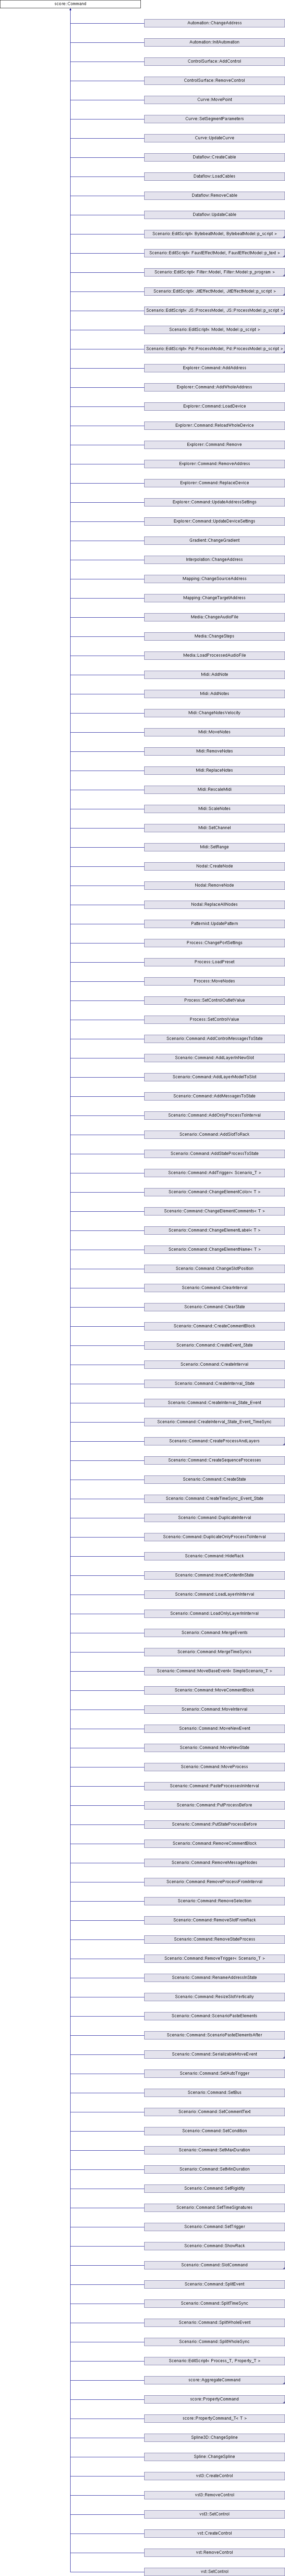 score::Command
Automation::ChangeAddress
Automation::InitAutomation
ControlSurface::AddControl
ControlSurface::RemoveControl
Curve::MovePoint
Curve::SetSegmentParameters
Curve::UpdateCurve
Dataflow::CreateCable
Dataflow::LoadCables
Dataflow::RemoveCable
Dataflow::UpdateCable
Scenario::EditScript< BytebeatModel, BytebeatModel::p_script >
Scenario::EditScript< FaustEffectModel, FaustEffectModel::p_text >
Scenario::EditScript< Filter::Model, Filter::Model::p_program >
Scenario::EditScript< JitEffectModel, JitEffectModel::p_script >
Scenario::EditScript< JS::ProcessModel, JS::ProcessModel::p_script >
Scenario::EditScript< Model, Model::p_script >
Scenario::EditScript< Pd::ProcessModel, Pd::ProcessModel::p_script >
Explorer::Command::AddAddress
Explorer::Command::AddWholeAddress
Explorer::Command::LoadDevice
Explorer::Command::ReloadWholeDevice
Explorer::Command::Remove
Explorer::Command::RemoveAddress
Explorer::Command::ReplaceDevice
Explorer::Command::UpdateAddressSettings
Explorer::Command::UpdateDeviceSettings
Gradient::ChangeGradient
Interpolation::ChangeAddress
Mapping::ChangeSourceAddress
Mapping::ChangeTargetAddress
Media::ChangeAudioFile
Media::ChangeSteps
Media::LoadProcessedAudioFile
Midi::AddNote
Midi::AddNotes
Midi::ChangeNotesVelocity
Midi::MoveNotes
Midi::RemoveNotes
Midi::ReplaceNotes
Midi::RescaleMidi
Midi::ScaleNotes
Midi::SetChannel
Midi::SetRange
Nodal::CreateNode
Nodal::RemoveNode
Nodal::ReplaceAllNodes
Patternist::UpdatePattern
Process::ChangePortSettings
Process::LoadPreset
Process::MoveNodes
Process::SetControlOutletValue
Process::SetControlValue
Scenario::Command::AddControlMessagesToState
Scenario::Command::AddLayerInNewSlot
Scenario::Command::AddLayerModelToSlot
Scenario::Command::AddMessagesToState
Scenario::Command::AddOnlyProcessToInterval
Scenario::Command::AddSlotToRack
Scenario::Command::AddStateProcessToState
Scenario::Command::AddTrigger< Scenario_T >
Scenario::Command::ChangeElementColor< T >
Scenario::Command::ChangeElementComments< T >
Scenario::Command::ChangeElementLabel< T >
Scenario::Command::ChangeElementName< T >
Scenario::Command::ChangeSlotPosition
Scenario::Command::ClearInterval
Scenario::Command::ClearState
Scenario::Command::CreateCommentBlock
Scenario::Command::CreateEvent_State
Scenario::Command::CreateInterval
Scenario::Command::CreateInterval_State
Scenario::Command::CreateInterval_State_Event
Scenario::Command::CreateInterval_State_Event_TimeSync
Scenario::Command::CreateProcessAndLayers
Scenario::Command::CreateSequenceProcesses
Scenario::Command::CreateState
Scenario::Command::CreateTimeSync_Event_State
Scenario::Command::DuplicateInterval
Scenario::Command::DuplicateOnlyProcessToInterval
Scenario::Command::HideRack
Scenario::Command::InsertContentInState
Scenario::Command::LoadLayerInInterval
Scenario::Command::LoadOnlyLayerInInterval
Scenario::Command::MergeEvents
Scenario::Command::MergeTimeSyncs
Scenario::Command::MoveBaseEvent< SimpleScenario_T >
Scenario::Command::MoveCommentBlock
Scenario::Command::MoveInterval
Scenario::Command::MoveNewEvent
Scenario::Command::MoveNewState
Scenario::Command::MoveProcess
Scenario::Command::PasteProcessesInInterval
Scenario::Command::PutProcessBefore
Scenario::Command::PutStateProcessBefore
Scenario::Command::RemoveCommentBlock
Scenario::Command::RemoveMessageNodes
Scenario::Command::RemoveProcessFromInterval
Scenario::Command::RemoveSelection
Scenario::Command::RemoveSlotFromRack
Scenario::Command::RemoveStateProcess
Scenario::Command::RemoveTrigger< Scenario_T >
Scenario::Command::RenameAddressInState
Scenario::Command::ResizeSlotVertically
Scenario::Command::ScenarioPasteElements
Scenario::Command::ScenarioPasteElementsAfter
Scenario::Command::SerializableMoveEvent
Scenario::Command::SetAutoTrigger
Scenario::Command::SetBus
Scenario::Command::SetCommentText
Scenario::Command::SetCondition
Scenario::Command::SetMaxDuration
Scenario::Command::SetMinDuration
Scenario::Command::SetRigidity
Scenario::Command::SetTimeSignatures
Scenario::Command::SetTrigger
Scenario::Command::ShowRack
Scenario::Command::SlotCommand
Scenario::Command::SplitEvent
Scenario::Command::SplitTimeSync
Scenario::Command::SplitWholeEvent
Scenario::Command::SplitWholeSync
Scenario::EditScript< Process_T, Property_T >
score::AggregateCommand
score::PropertyCommand
score::PropertyCommand_T< T >
Spline3D::ChangeSpline
Spline::ChangeSpline
vst3::CreateControl
vst3::RemoveControl
vst3::SetControl
vst::CreateControl
vst::RemoveControl
vst::SetControl